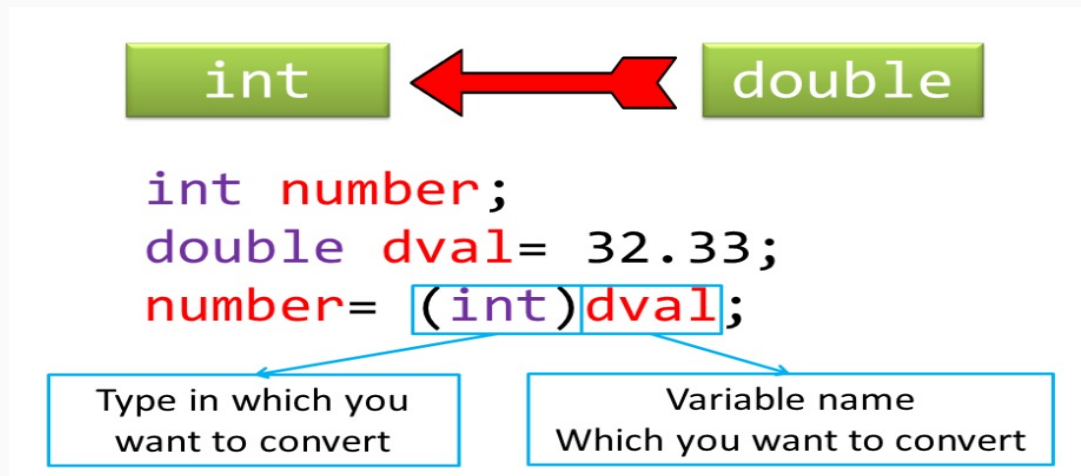 int double
int number;
double dval= 32.33;
number= (int)dval;
Type in which you
want to convert
Variable name
Which you want to convert